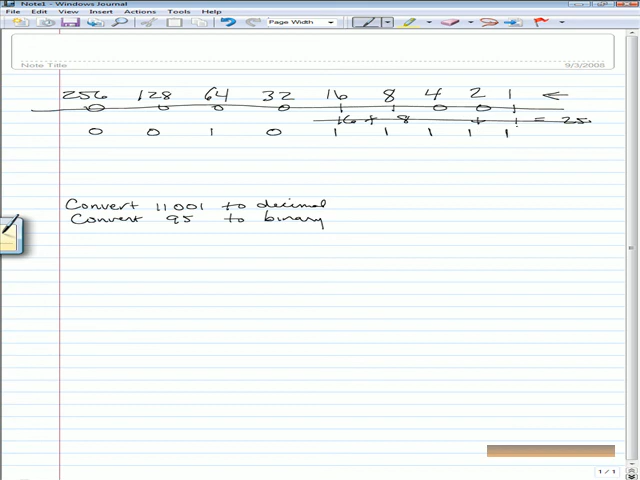 Note1 - Windows Journal
File Edit View Insert Actions Tools Help
Page Width
Note Title 9/3/2008
256 128 64 32 16 8 4 2 1 ←
0 0 0 0 1 1 0 0 1
16 + 8 + 1 = 25
0 0 1 0 1 1 1 1 1
Convert 11001 to decimal
Convert 95 to binary
1 / 1